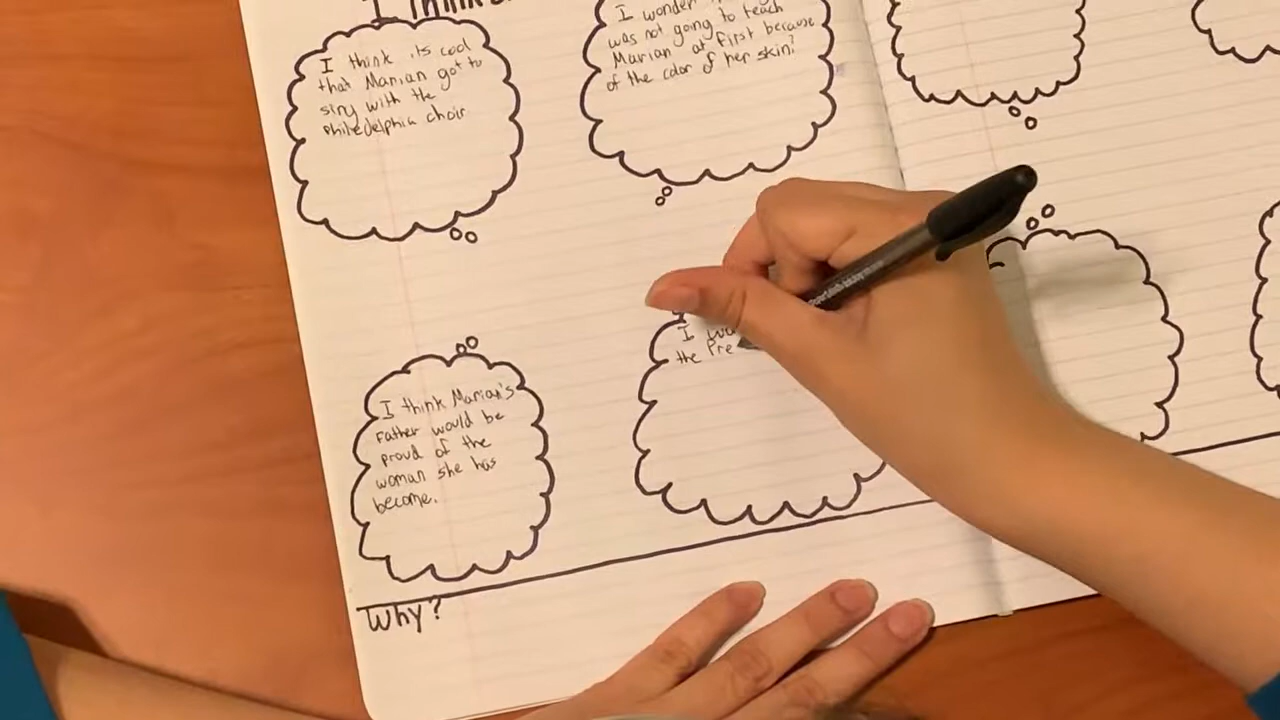 I think
I think its cool
that Marian got to
sing with the
Philedelphia choir
I wonder
was not going to teach
Marian at first because
of the color of her skin?
I think Marian's
Father would be
proud of the
woman she has
become.
I
the Pre
Why?